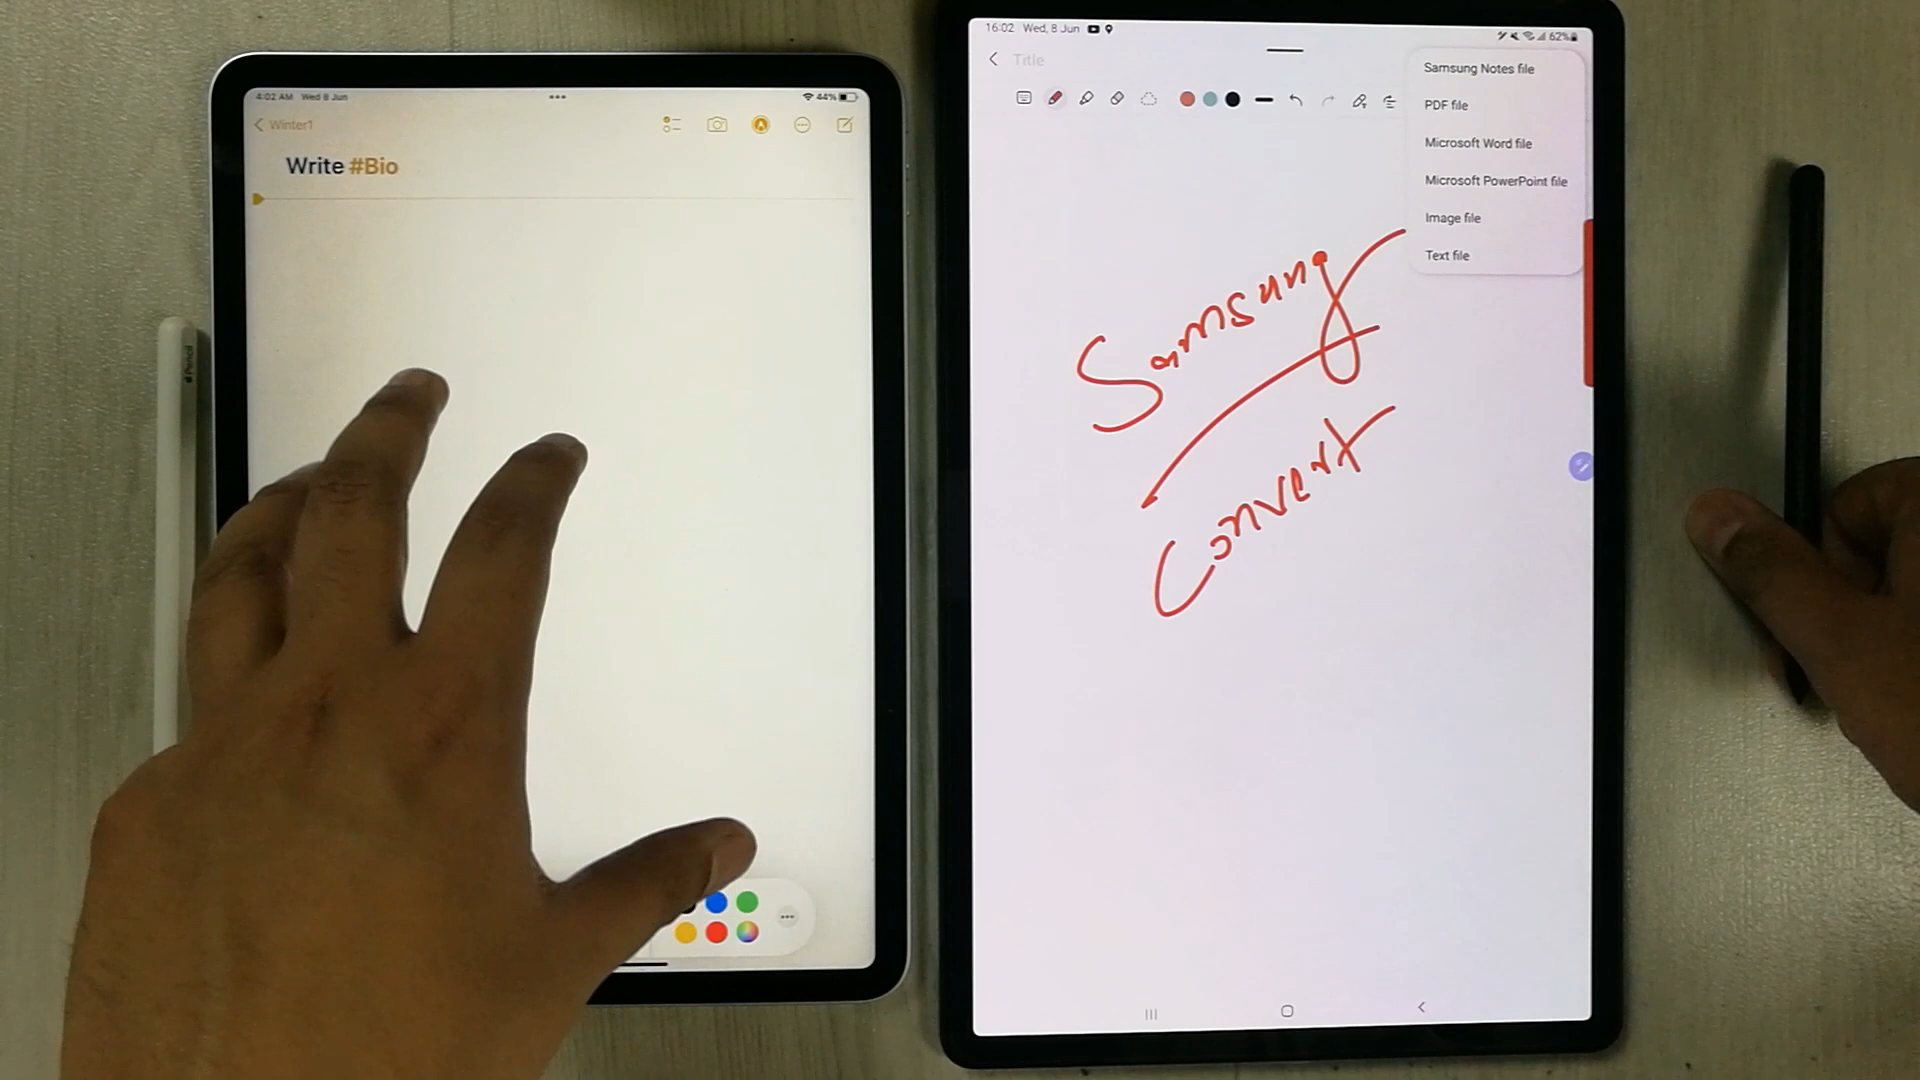 4:02 AM Wed 8 Jun
44%
Winter1
Write #Bio
Pencil
16:02 Wed, 8 Jun
62%
Title
Samsung Notes file
PDF file
Microsoft Word file
Microsoft PowerPoint file
Image file
Text file
Samsung
Convert